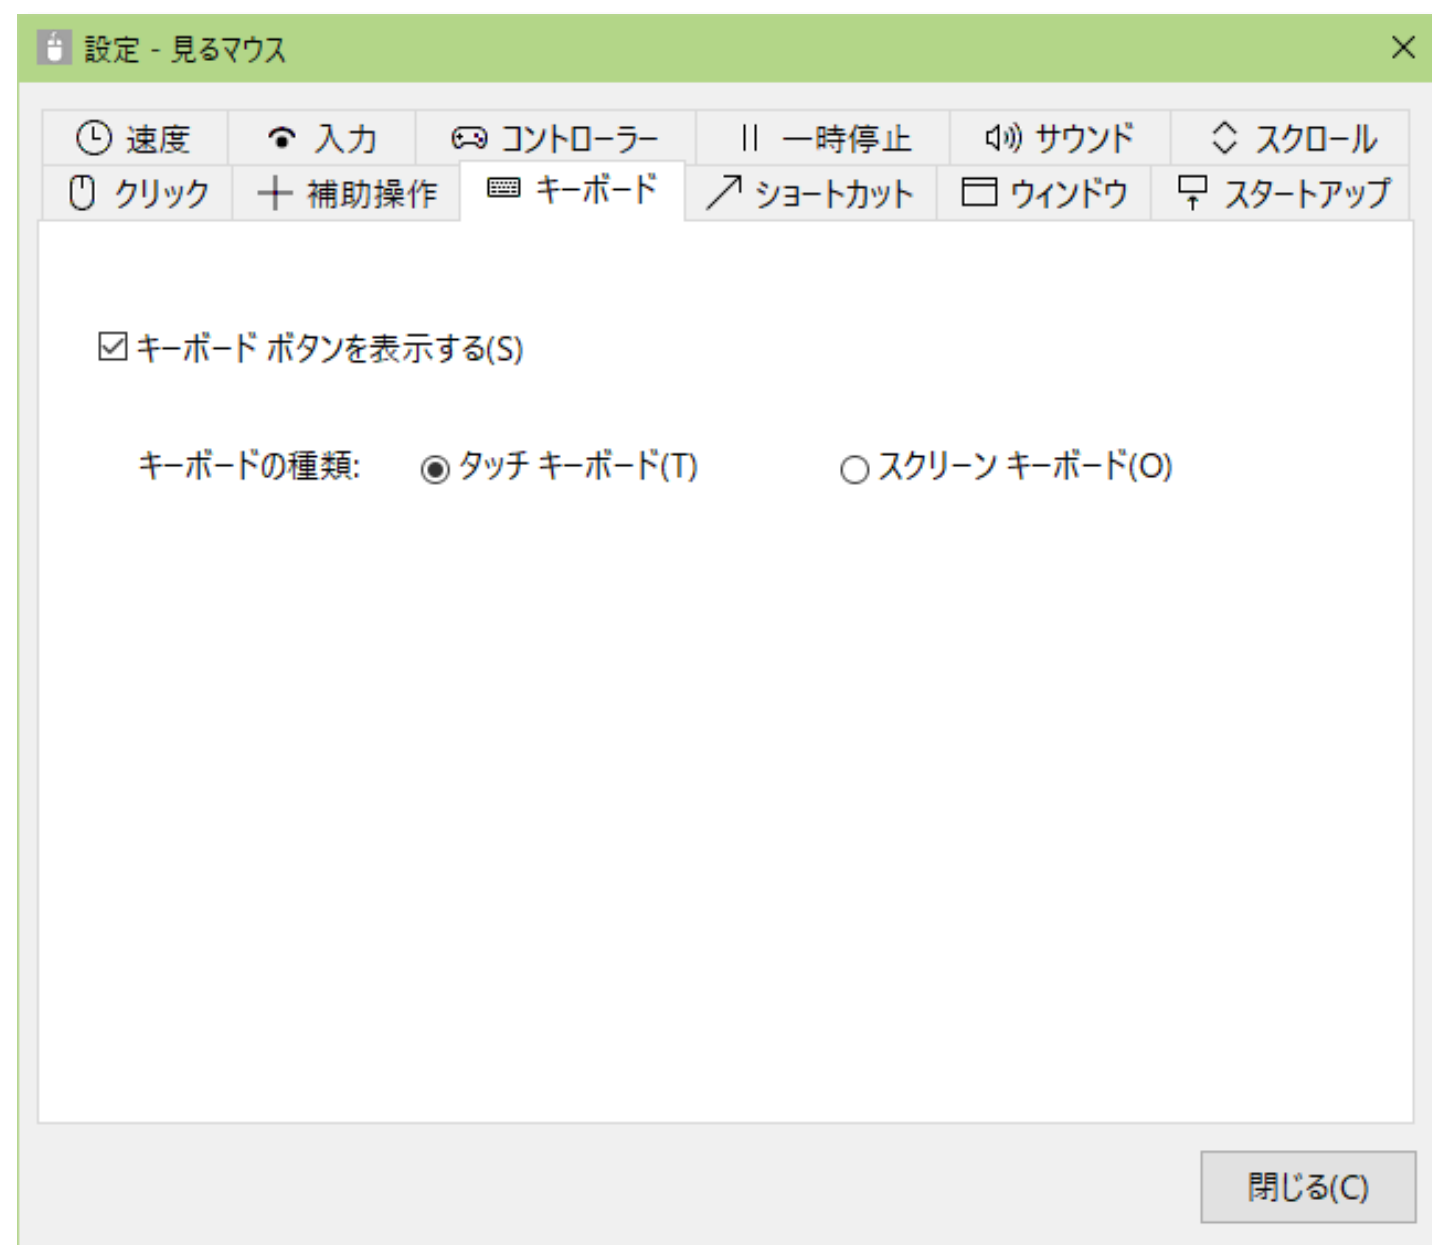 設定 - 見るマウス
速度 入力 コントローラー 一時停止 サウンド スクロール
クリック 補助操作 キーボード ショートカット ウィンドウ スタートアップ
キーボード ボタンを表示する(S)
キーボードの種類: タッチ キーボード(T) スクリーン キーボード(O)
閉じる(C)